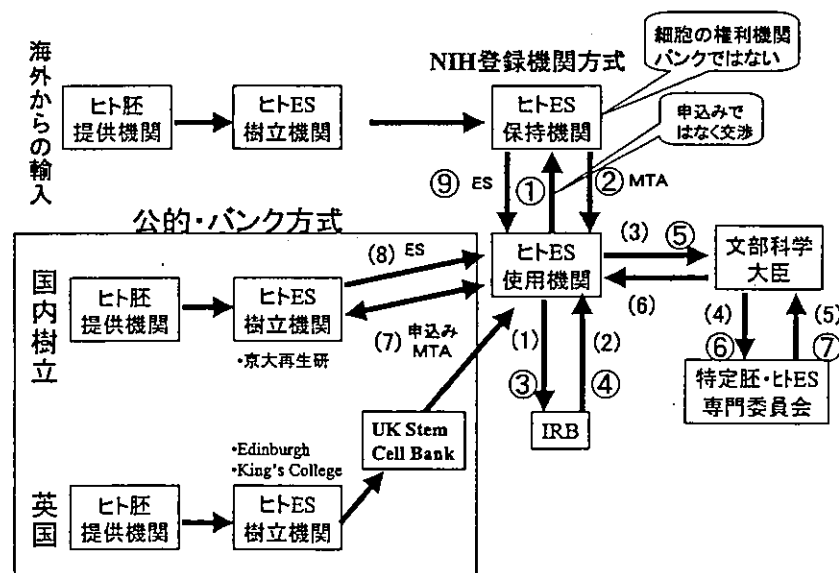 海外からの輸入
NIH登録機関方式
細胞の権利機関
バンクではない
ヒト胚
提供機関
ヒトES
樹立機関
ヒトES
保持機関
申込みで
はなく交渉
⑨ ES
①
② MTA
公的・バンク方式
国内樹立
ヒト胚
提供機関
ヒトES
樹立機関
・京大再生研
(8) ES
(7) 申込み
MTA
ヒトES
使用機関
(3) ⑤
(6)
文部科学
大臣
(1)
③
(2)
④
(4)
⑥
(5)
⑦
IRB
特定胚・ヒトES
専門委員会
英国
ヒト胚
提供機関
•Edinburgh
•King's College
ヒトES
樹立機関
UK Stem
Cell Bank